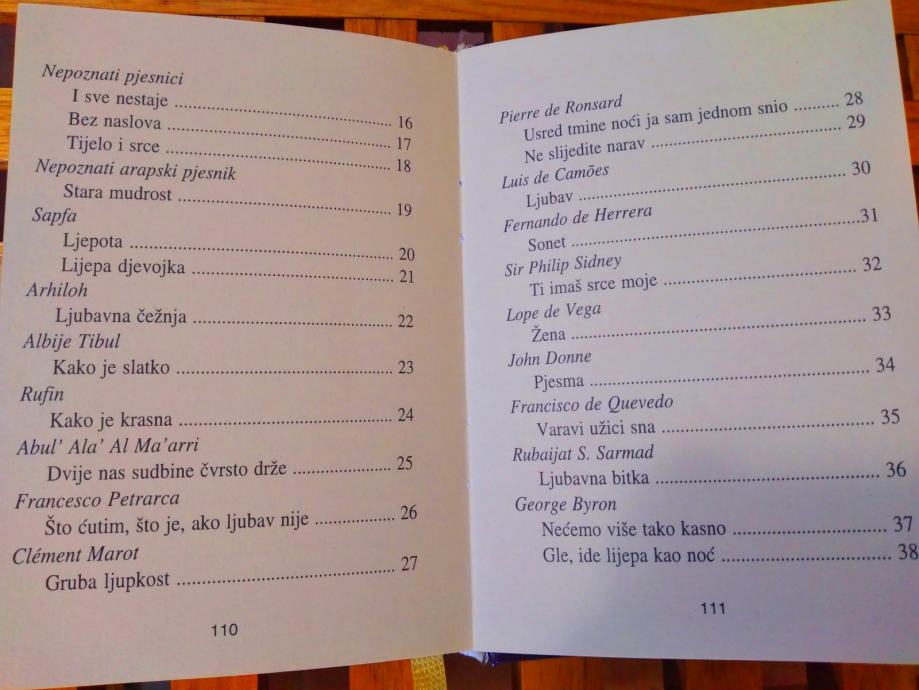 Nepoznati pjesnici
I sve nestaje ........................................ 16
Bez naslova ......................................... 17
Tijelo i srce ......................................... 18
Nepoznati arapski pjesnik
Stara mudrost ...................................... 19
Sapfa
Ljepota ................................................ 20
Lijepa djevojka .................................... 21
Arhiloh
Ljubavna čežnja ................................... 22
Albije Tibul
Kako je slatko ...................................... 23
Rufin
Kako je krasna ..................................... 24
Abul' Ala' Al Ma'arri
Dvije nas sudbine čvrsto drže ................. 25
Francesco Petrarca
Što ćutim, što je, ako ljubav nije ............. 26
Clément Marot
Gruba ljupkost ..................................... 27
110
Pierre de Ronsard
Usred tmine noći ja sam jednom snio ......... 28
Ne slijedite narav .................................. 29
Luis de Camões
Ljubav ................................................. 30
Fernando de Herrera
Sonet ................................................... 31
Sir Philip Sidney
Ti imaš srce moje ................................. 32
Lope de Vega
Žena .................................................... 33
John Donne
Pjesma ................................................. 34
Francisco de Quevedo
Varavi užici sna .................................... 35
Rubaijat S. Sarmad
Ljubavna bitka ...................................... 36
George Byron
Nećemo više tako kasno ......................... 37
Gle, ide lijepa kao noć ........................... 38
111